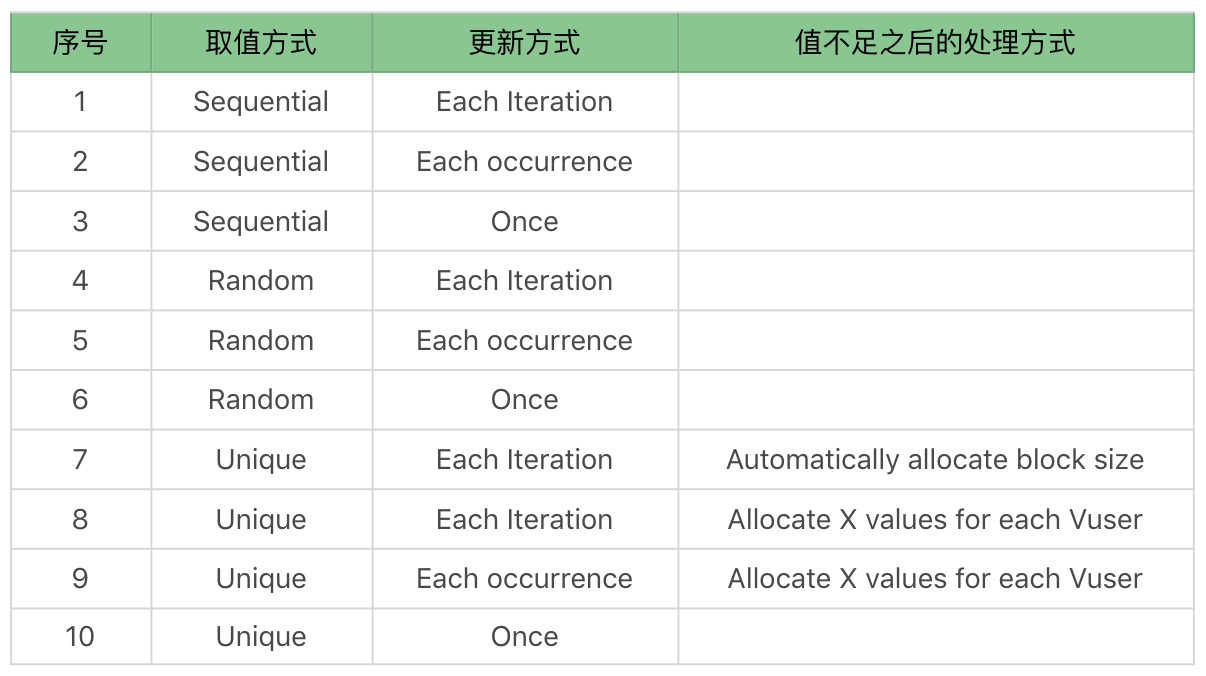 序号 取值方式 更新方式 值不足之后的处理方式
1 Sequential Each Iteration
2 Sequential Each occurrence
3 Sequential Once
4 Random Each Iteration
5 Random Each occurrence
6 Random Once
7 Unique Each Iteration Automatically allocate block size
8 Unique Each Iteration Allocate X values for each Vuser
9 Unique Each occurrence Allocate X values for each Vuser
10 Unique Once